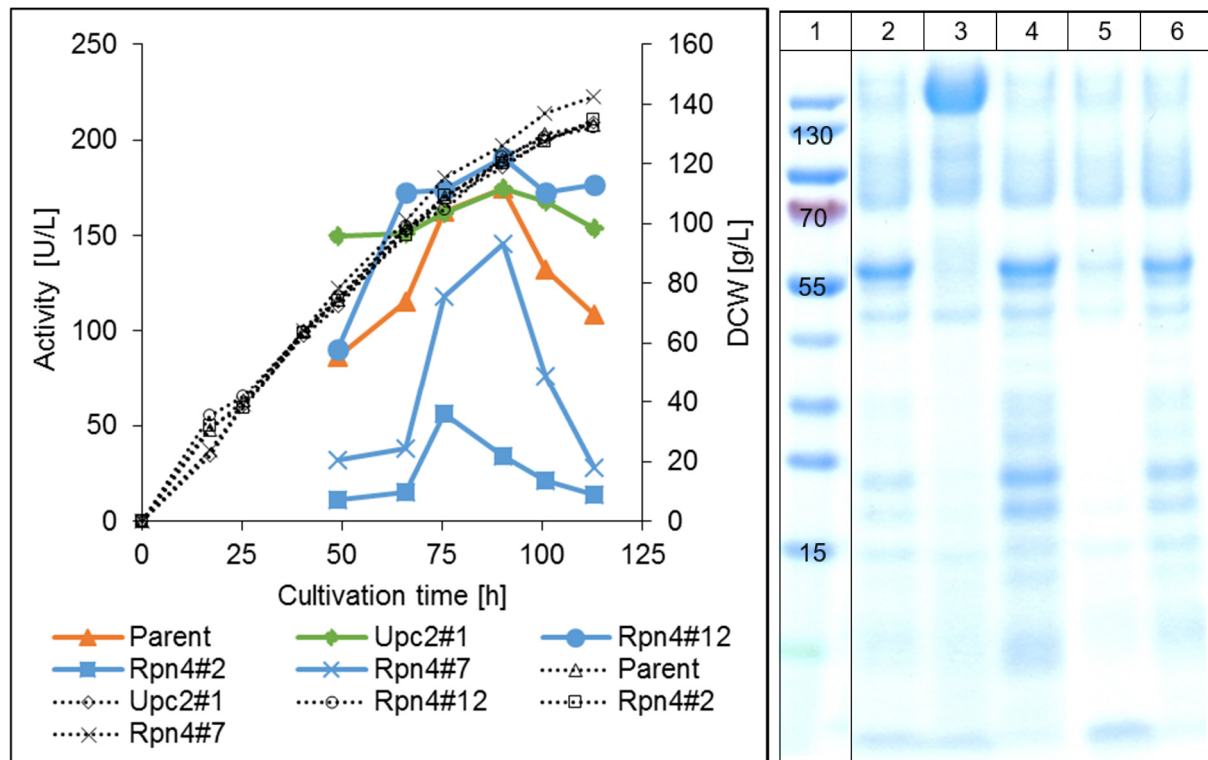 250
200
150
100
50
0
Activity [U/L]
160
140
120
100
80
60
40
20
0
DCW [g/L]
0 25 50 75 100 125
Cultivation time [h]
Parent Upc2#1 Rpn4#12
Rpn4#2 Rpn4#7 Parent
Upc2#1 Rpn4#12 Rpn4#2
Rpn4#7
1 2 3 4 5 6
130
70
55
15